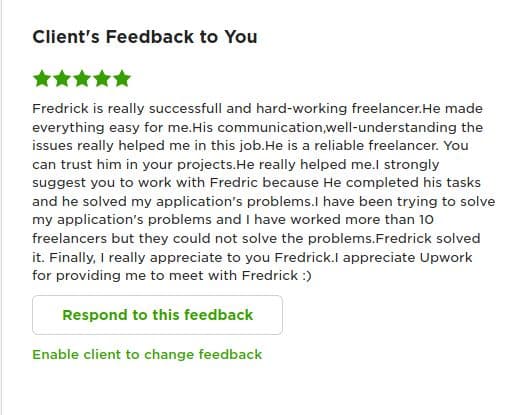 Client's Feedback to You
Fredrick is really successfull and hard-working freelancer.He made
everything easy for me.His communication,well-understanding the
issues really helped me in this job.He is a reliable freelancer. You
can trust him in your projects.He really helped me.I strongly
suggest you to work with Fredric because He completed his tasks
and he solved my application's problems.I have been trying to solve
my application's problems and I have worked more than 10
freelancers but they could not solve the problems.Fredrick solved
it. Finally, I really appreciate to you Fredrick.I appreciate Upwork
for providing me to meet with Fredrick :)
Respond to this feedback
Enable client to change feedback